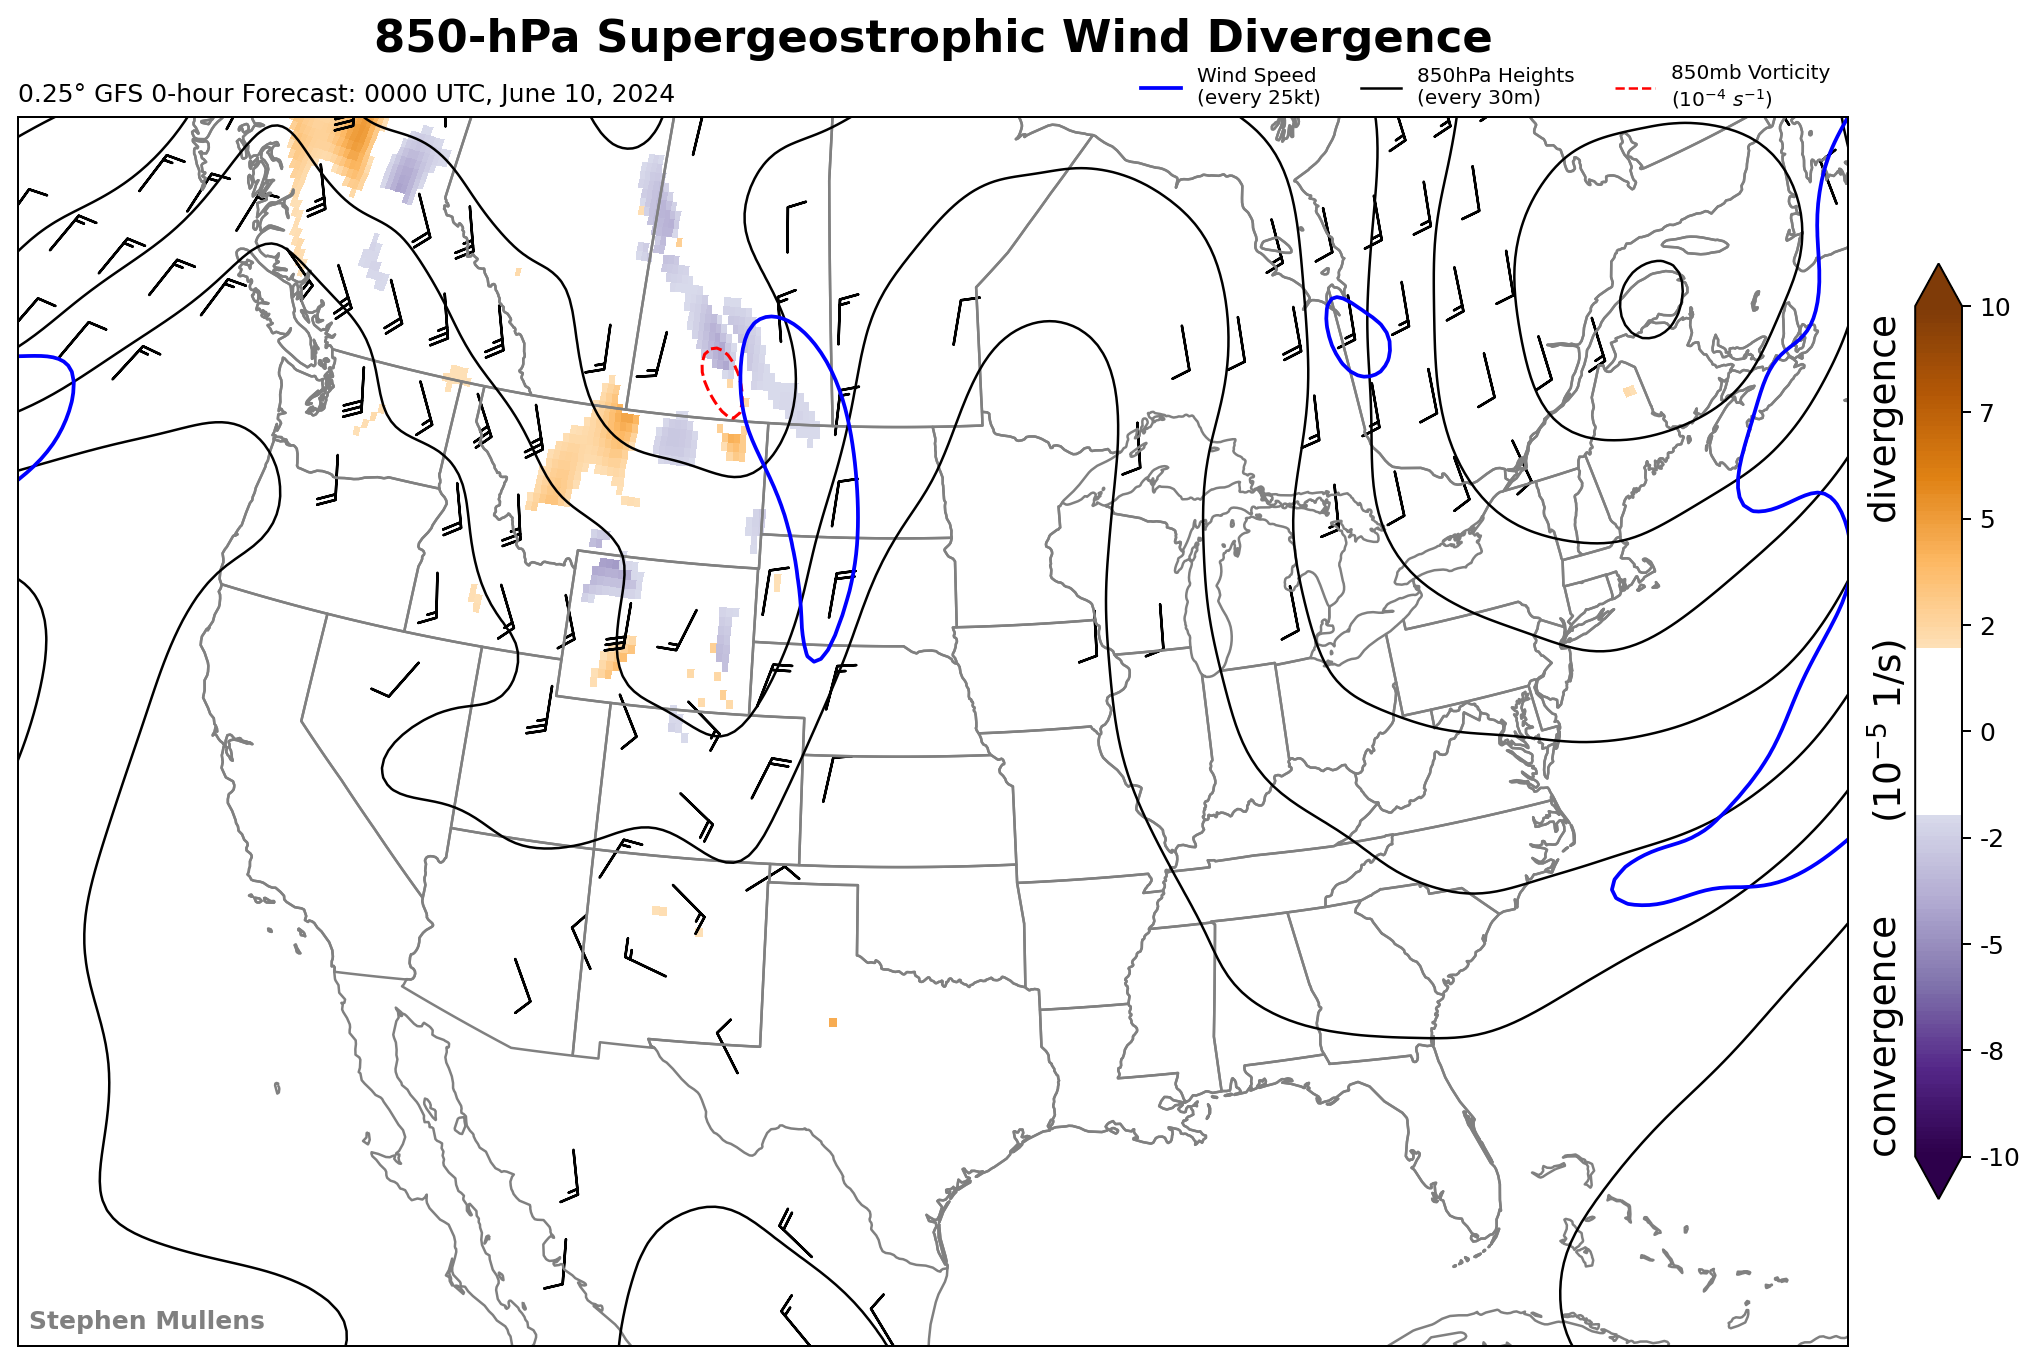 850-hPa Supergeostrophic Wind Divergence
0.25° GFS 0-hour Forecast: 0000 UTC, June 10, 2024
Wind Speed
(every 25kt)
850hPa Heights
(every 30m)
850mb Vorticity
(10⁻⁴ s⁻¹)
10
7
5
2
0
-2
-5
-8
-10
convergence (10⁻⁵ 1/s) divergence
Stephen Mullens